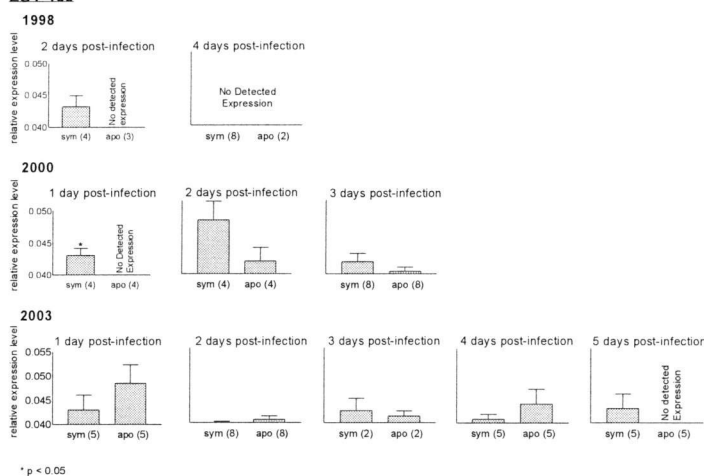 1998
2 days post-infection
4 days post-infection
relative expression level
0.050
0.045
0.040
No detected
expression
sym (4) apo (3)
No Detected
Expression
sym (8) apo (2)
2000
1 day post-infection
2 days post-infection
3 days post-infection
relative expression level
0.050
0.045
0.040
*
No Detected
Expression
sym (4) apo (4)
sym (4) apo (4)
sym (8) apo (8)
2003
1 day post-infection
2 days post-infection
3 days post-infection
4 days post-infection
5 days post-infection
relative expression level
0.055
0.050
0.045
0.040
sym (5) apo (5)
sym (8) apo (8)
sym (2) apo (2)
sym (5) apo (5)
No detected
Expression
sym (5) apo (5)
* p < 0.05